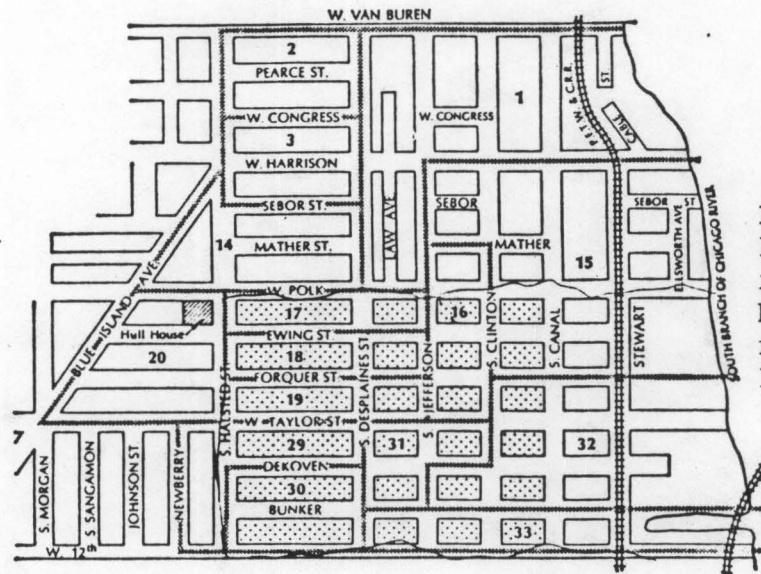 W. VAN BUREN
2
PEARCE ST.
1
P. FT. W. & C.R.R.
ST.
CABLE
W. CONGRESS
W. CONGRESS
3
W. HARRISON
SEBOR ST.
LAW AVE
SEBOR
SEBOR ST
ELLSWORTH AVE
14
MATHER ST.
MATHER
15
BLUE ISLAND AVE
W. POLK
17
16
Hull House
EWING ST.
20
18
FORQUER ST.
19
S. HALSTED ST.
S. DESPLAINES ST.
S. JEFFERSON
S. CLINTON
S. CANAL
STEWART
SOUTH BRANCH OF CHICAGO RIVER
W TAYLOR ST
7
29
31
32
DEKOVEN
30
BUNKER
33
S. MORGAN
S SANGAMON
JOHNSON ST.
NEWBERRY
W. 12th